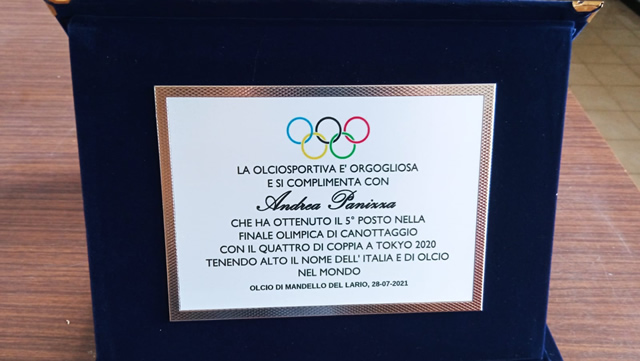 LA OLCIOSPORTIVA E' ORGOGLIOSA
E SI COMPLIMENTA CON
Andrea Panizza
CHE HA OTTENUTO IL 5° POSTO NELLA
FINALE OLIMPICA DI CANOTTAGGIO
CON IL QUATTRO DI COPPIA A TOKYO 2020
TENENDO ALTO IL NOME DELL' ITALIA E DI OLCIO
NEL MONDO
OLCIO DI MANDELLO DEL LARIO, 28-07-2021